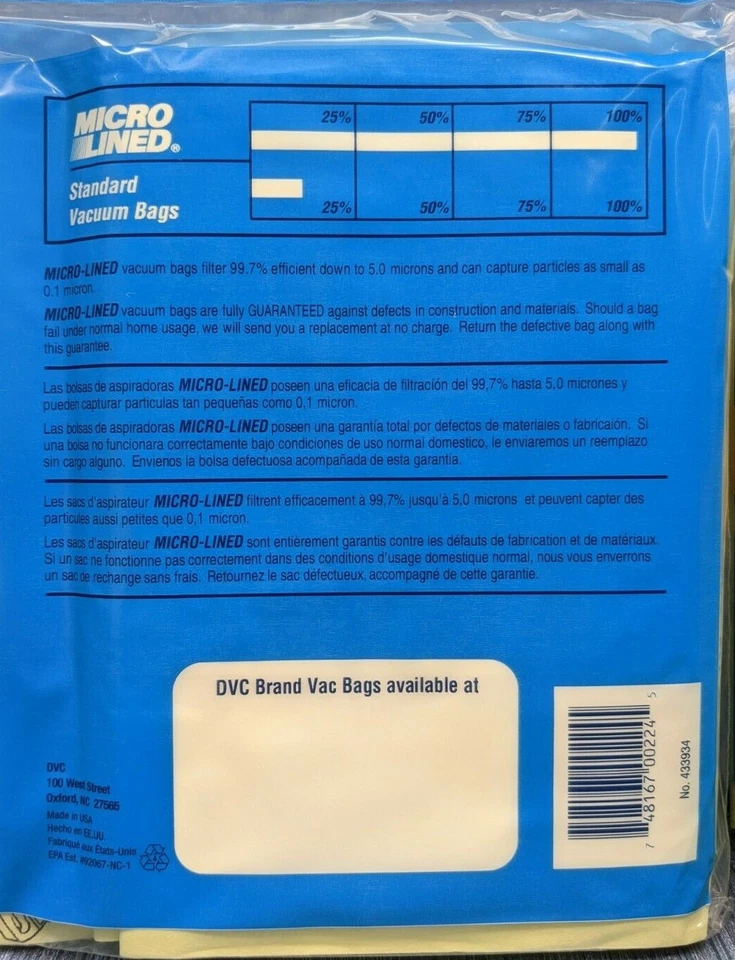 MICRO
LINED®
25% 50% 75% 100%
Standard
Vacuum Bags
25% 50% 75% 100%
MICRO-LINED vacuum bags filter 99.7% efficient down to 5.0 microns and can capture particles as small as
0.1 micron.
MICRO-LINED vacuum bags are fully GUARANTEED against defects in construction and materials. Should a bag
fail under normal home usage, we will send you a replacement at no charge. Return the defective bag along with
this guarantee.
Las bolsas de aspiradoras MICRO-LINED poseen una eficacia de filtración del 99,7% hasta 5,0 micrones y
pueden capturar particulas tan pequeñas como 0,1 micron.
Las bolsas de aspiradoras MICRO-LINED poseen una garantía total por defectos de materiales o fabricaión. Si
una bolsa no funcionara correctamente bajo condiciones de uso normal domestico, le enviaremos un reemplazo
sin cargo alguno. Envienos la bolsa defectuosa acompañada de esta garantía.
Les sacs d'aspirateur MICRO-LINED filtrent efficacement à 99,7% jusqu'à 5,0 microns et peuvent capter des
particules aussi petites que 0,1 micron.
Les sacs d'aspirateur MICRO-LINED sont entièrement garantis contre les défauts de fabrication et de matériaux.
Si un sac ne fonctionne pas correctement dans des conditions d'usage domestique normal, nous vous enverrons
un sac de rechange sans frais. Retournez le sac défectueux, accompagné de cette garantie.
DVC Brand Vac Bags available at
DVC
100 West Street
Oxford, NC 27565
Made in USA
Hecho en EE.UU.
Fabriqué aux États-Unis
EPA Est. #92067-NC-1
7 48167 00224 5
No. 433934